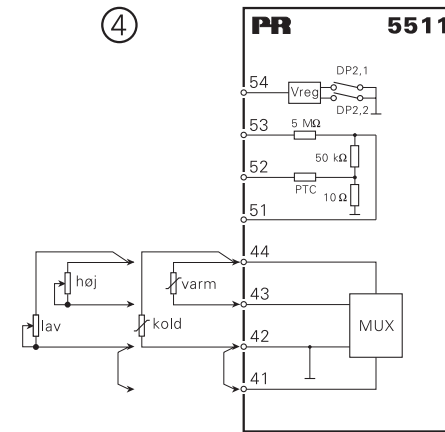 4
PR 5511
54
Vreg
DP2,1
DP2,2
53
5 MΩ
50 kΩ
52
PTC
10 Ω
51
44
høj
varm
43
lav
kold
42
MUX
41